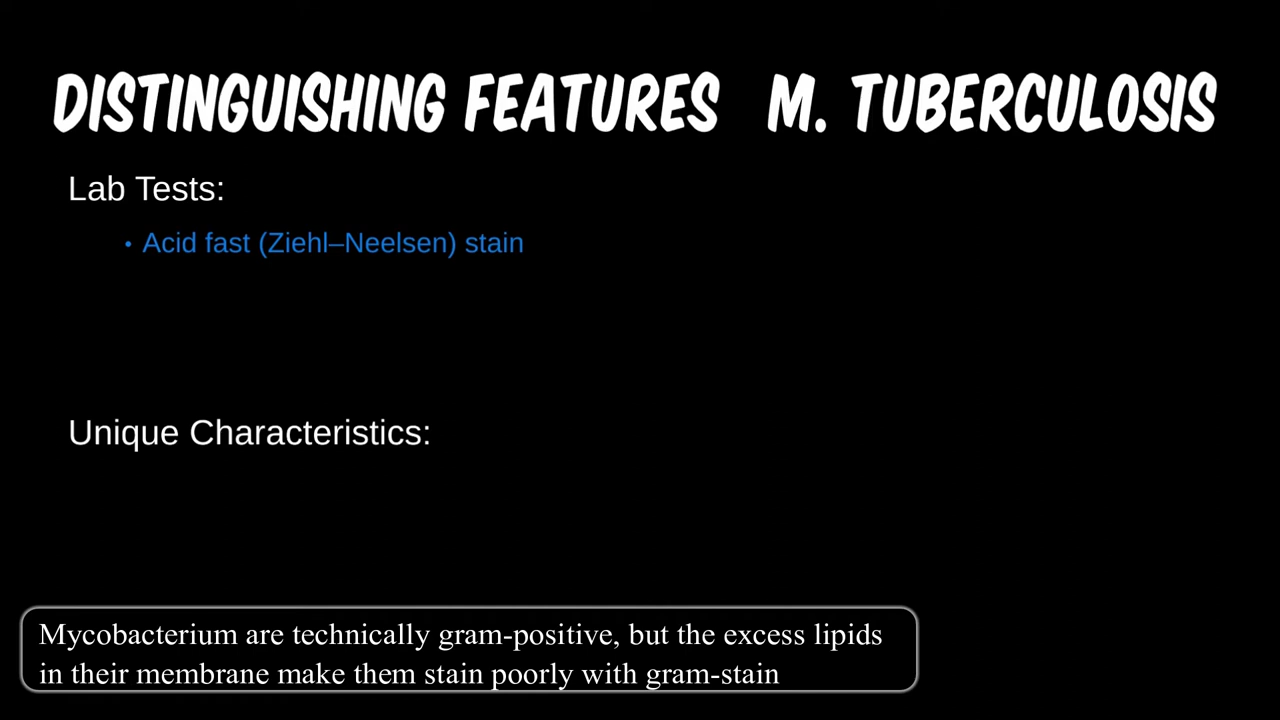 DISTINGUISHING FEATURES M. TUBERCULOSIS
Lab Tests:
• Acid fast (Ziehl–Neelsen) stain
Unique Characteristics:
Mycobacterium are technically gram-positive, but the excess lipids
in their membrane make them stain poorly with gram-stain